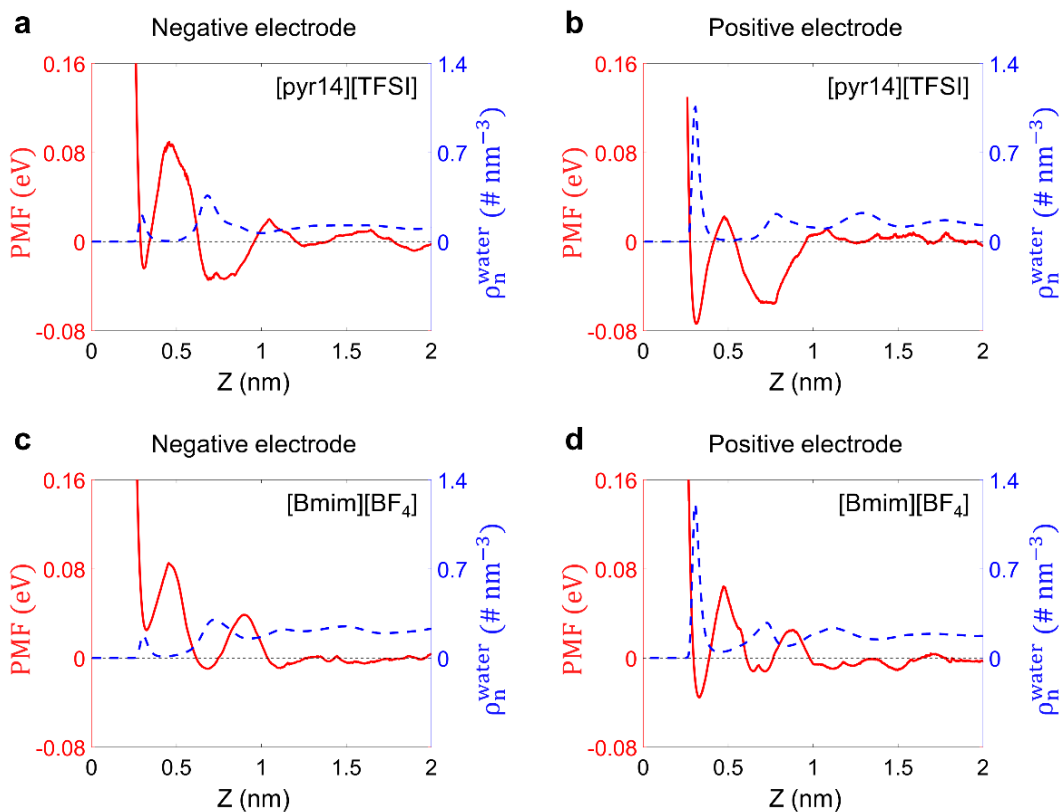 a
Negative electrode
0.16
0.08
0
-0.08
PMF (eV)
[pyr14][TFSI]
1.4
0.7
0
ρₙʷᵃᵗᵉʳ (# nm⁻³)
0 0.5 1 1.5 2
Z (nm)
b
Positive electrode
0.16
0.08
0
-0.08
PMF (eV)
[pyr14][TFSI]
1.4
0.7
0
ρₙʷᵃᵗᵉʳ (# nm⁻³)
0 0.5 1 1.5 2
Z (nm)
c
Negative electrode
0.16
0.08
0
-0.08
PMF (eV)
[Bmim][BF₄]
1.4
0.7
0
ρₙʷᵃᵗᵉʳ (# nm⁻³)
0 0.5 1 1.5 2
Z (nm)
d
Positive electrode
0.16
0.08
0
-0.08
PMF (eV)
[Bmim][BF₄]
1.4
0.7
0
ρₙʷᵃᵗᵉʳ (# nm⁻³)
0 0.5 1 1.5 2
Z (nm)